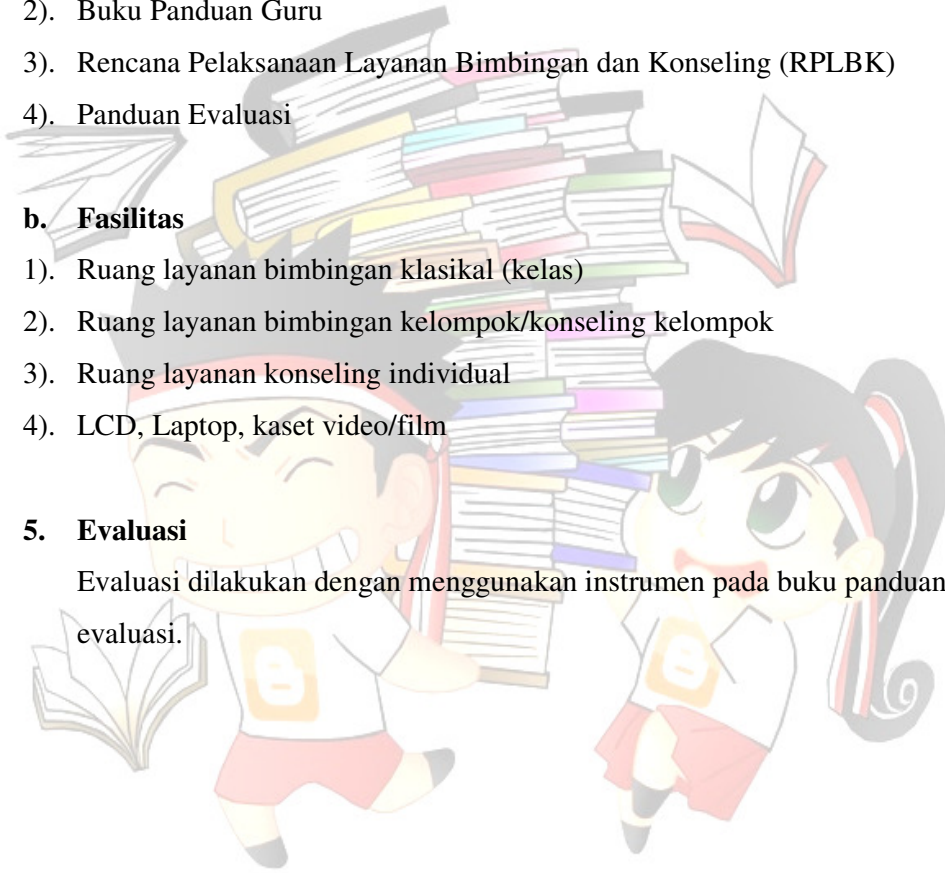 2). Buku Panduan Guru
3). Rencana Pelaksanaan Layanan Bimbingan dan Konseling (RPLBK)
4). Panduan Evaluasi
b. Fasilitas
1). Ruang layanan bimbingan klasikal (kelas)
2). Ruang layanan bimbingan kelompok/konseling kelompok
3). Ruang layanan konseling individual
4). LCD, Laptop, kaset video/film
5. Evaluasi
Evaluasi dilakukan dengan menggunakan instrumen pada buku panduan
evaluasi.